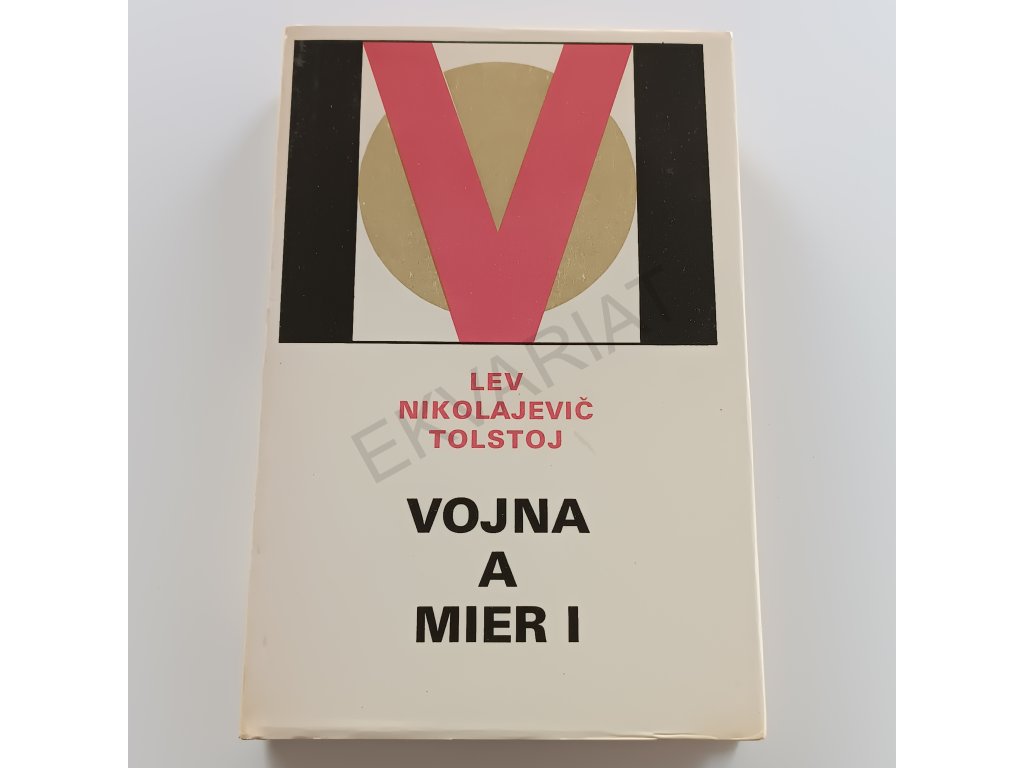 LEV
NIKOLAJEVIČ
TOLSTOJ
VOJNA
A
MIER I
EKVARIAT